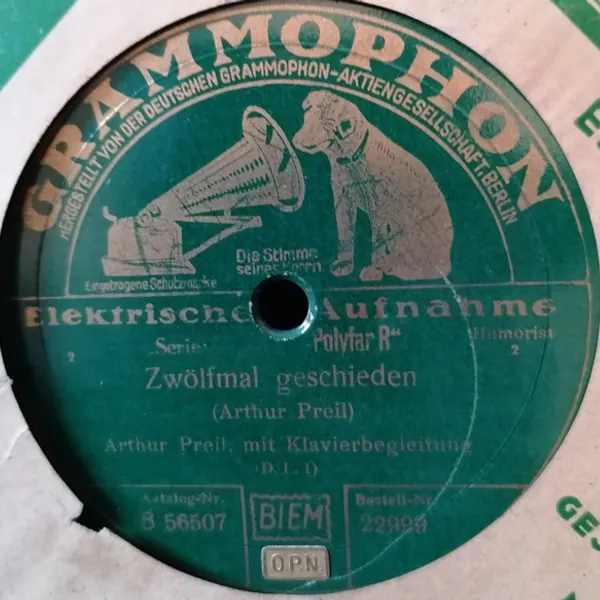 GRAMMOPHON
HERGESTELLT VON DER DEUTSCHEN GRAMMOPHON-AKTIENGESELLSCHAFT, BERLIN
Die Stimme
seines Herrn
Eingetragene Schutzmarke
Elektrische Aufnahme
Humorist
2 „Serie: „Polyfar R“ 2
Zwölfmal geschieden
(Arthur Preil)
Arthur Preil, mit Klavierbegleitung
(D. I. 1)
Katalog-Nr. Bestell-Nr.
B 56507 BIEM 22998
O.P.N.